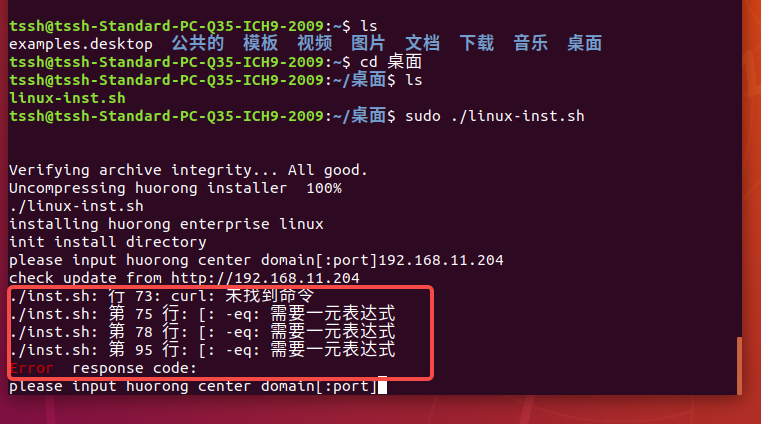 tssh@tssh-Standard-PC-Q35-ICH9-2009:~$ ls
examples.desktop 公共的 模板 视频 图片 文档 下载 音乐 桌面
tssh@tssh-Standard-PC-Q35-ICH9-2009:~$ cd 桌面
tssh@tssh-Standard-PC-Q35-ICH9-2009:~/桌面$ ls
linux-inst.sh
tssh@tssh-Standard-PC-Q35-ICH9-2009:~/桌面$ sudo ./linux-inst.sh
Verifying archive integrity... All good.
Uncompressing huorong installer 100%
./linux-inst.sh
installing huorong enterprise linux
init install directory
please input huorong center domain[:port]192.168.11.204
check update from http://192.168.11.204
./inst.sh: 行 73: curl: 未找到命令
./inst.sh: 第 75 行: [: -eq: 需要一元表达式
./inst.sh: 第 78 行: [: -eq: 需要一元表达式
./inst.sh: 第 95 行: [: -eq: 需要一元表达式
Error response code:
please input huorong center domain[:port]